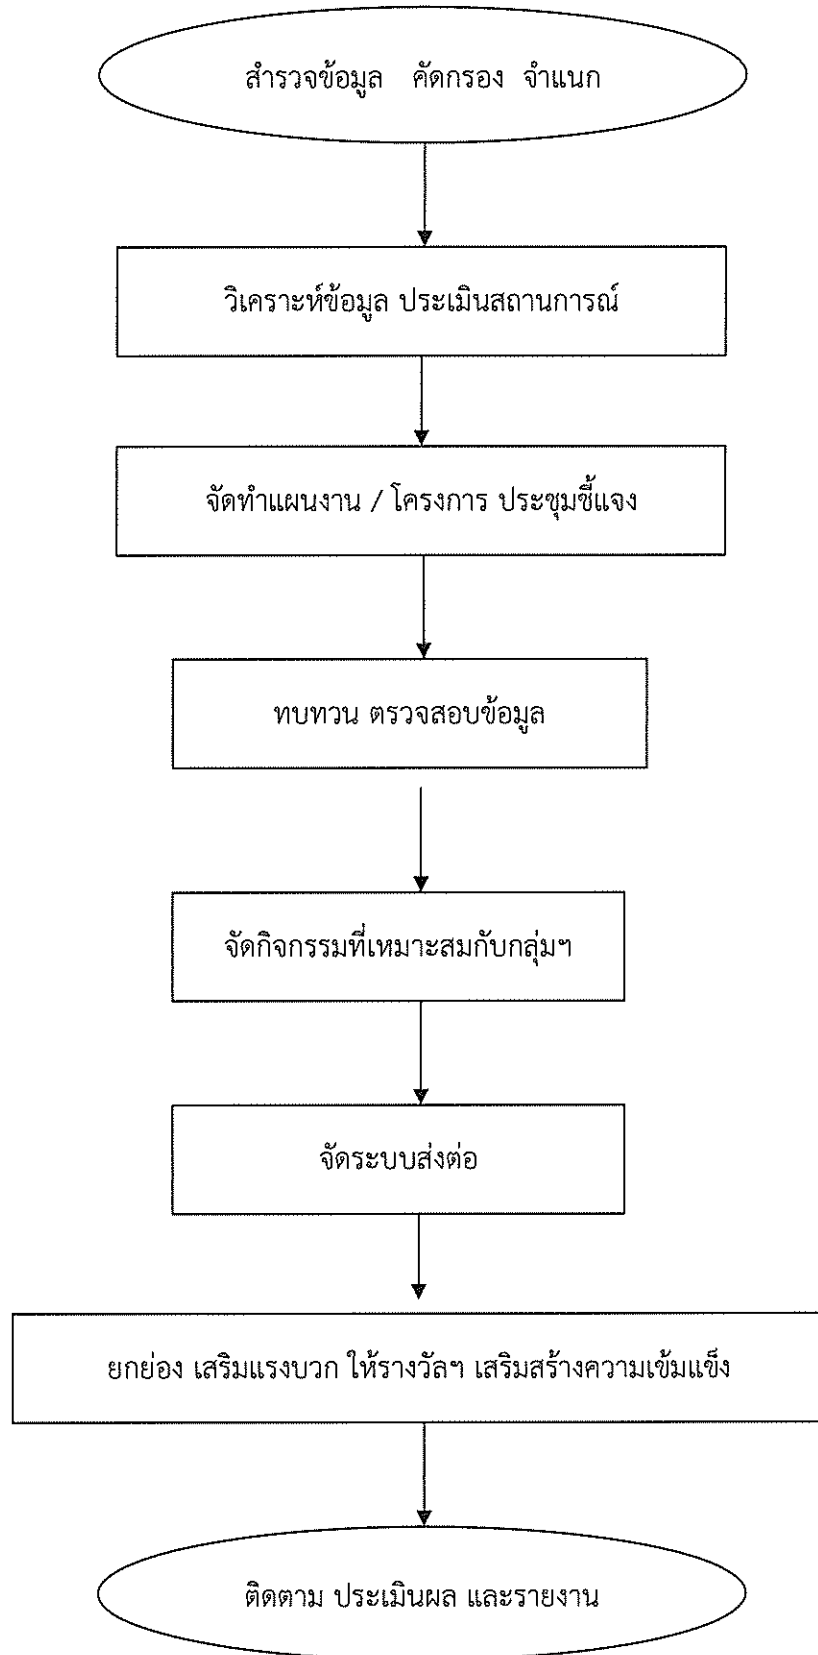 สำรวจข้อมูล คัดกรอง จำแนก
วิเคราะห์ข้อมูล ประเมินสถานการณ์
จัดทำแผนงาน / โครงการ ประชุมชี้แจง
ทบทวน ตรวจสอบข้อมูล
จัดกิจกรรมที่เหมาะสมกับกลุ่มฯ
จัดระบบส่งต่อ
ยกย่อง เสริมแรงบวก ให้รางวัลฯ เสริมสร้างความเข้มแข็ง
ติดตาม ประเมินผล และรายงาน